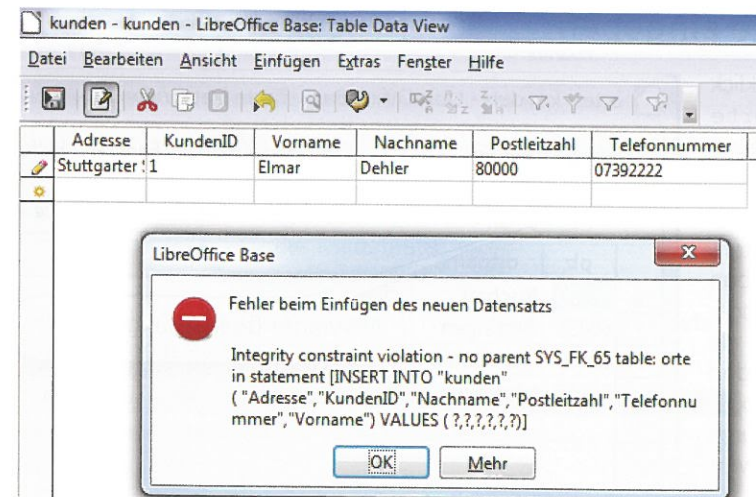 kunden - kunden - LibreOffice Base: Table Data View
Datei Bearbeiten Ansicht Einfügen Extras Fenster Hilfe
Adresse KundenID Vorname Nachname Postleitzahl Telefonnummer
Stuttgarter 1 Elmar Dehler 80000 07392222
LibreOffice Base
Fehler beim Einfügen des neuen Datensatzs
Integrity constraint violation - no parent SYS_FK_65 table: orte
in statement [INSERT INTO "kunden"
( "Adresse","KundenID","Nachname","Postleitzahl","Telefonnu
mmer","Vorname") VALUES ( ?,?,?,?,?,?)]
OK Mehr